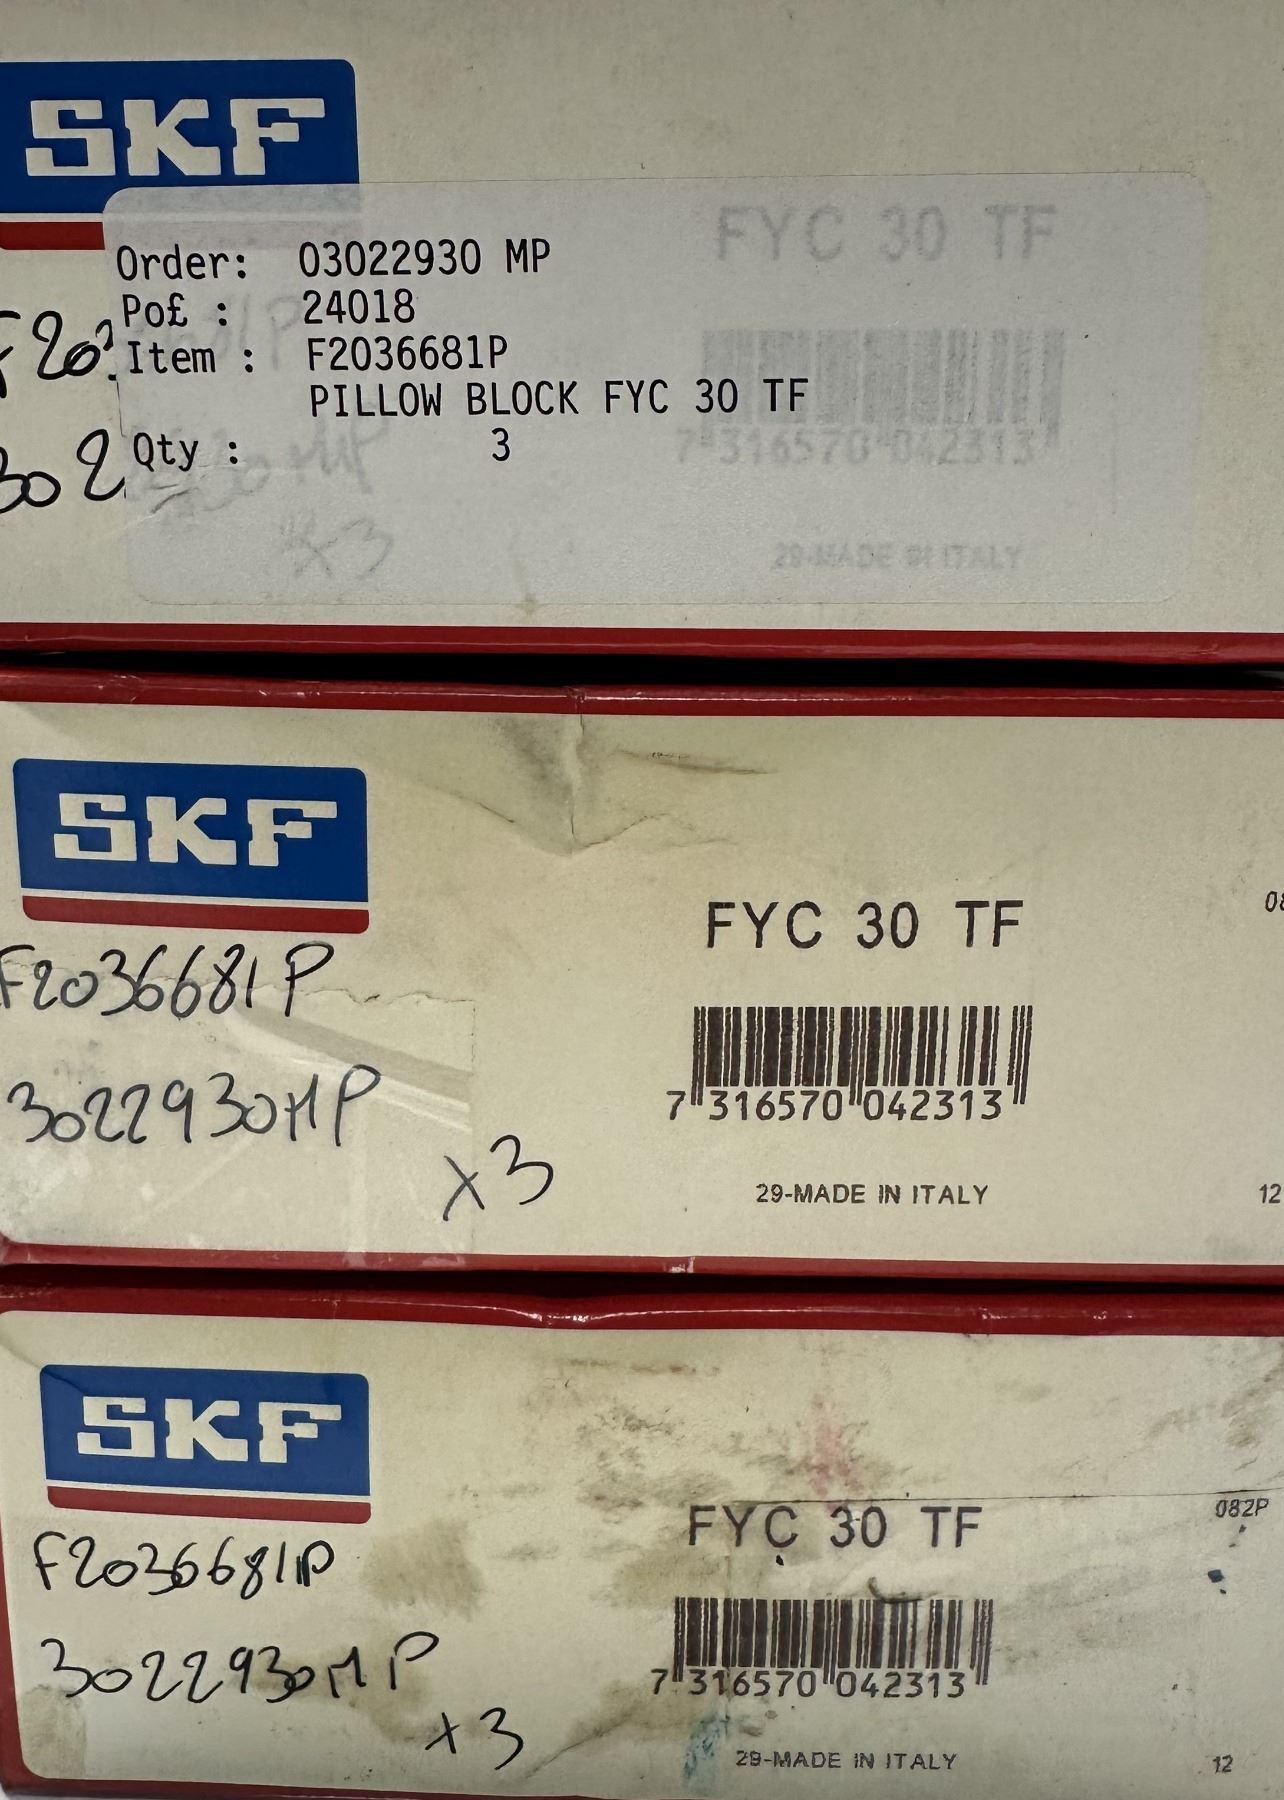 SKF
FYC 30 TF
Order: 03022930 MP
Po£ : 24018
Item : F2036681P
PILLOW BLOCK FYC 30 TF
Qty : 3
7 316570 042313
x3
29-MADE IN ITALY
SKF
FYC 30 TF
F2036681P
3022930MP
7 316570 042313
x3
29-MADE IN ITALY
12
SKF
FYC 30 TF
082P
F2036681P
3022930MP
7 316570 042313
x3
29-MADE IN ITALY
12